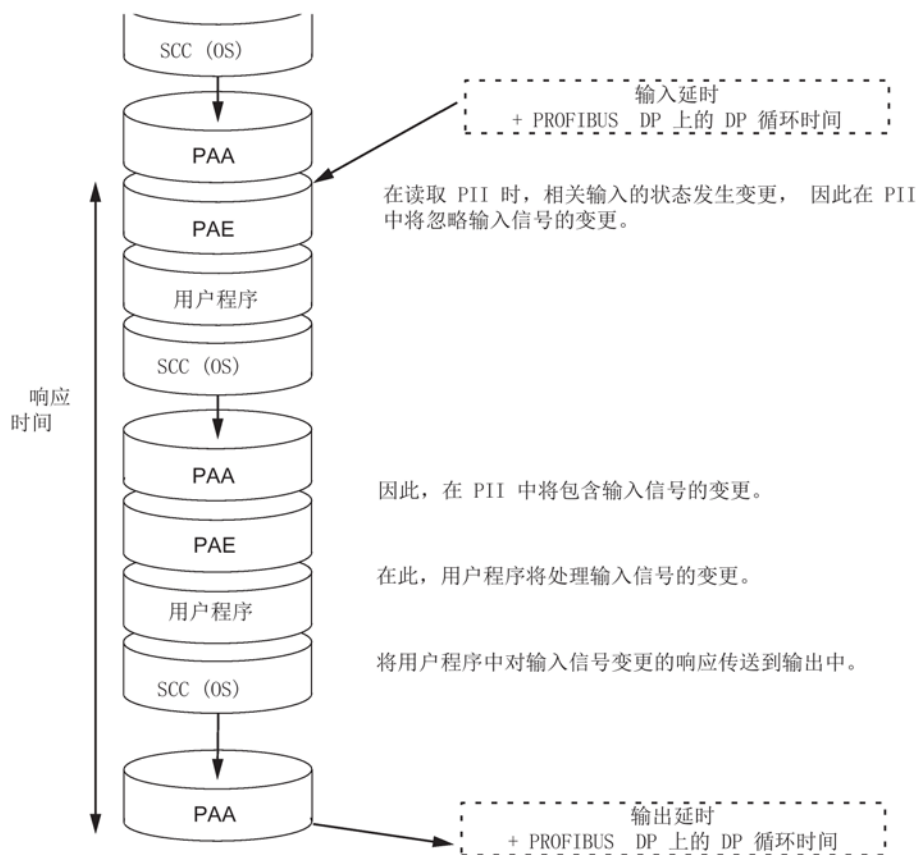 SCC (OS)
输入延时
+ PROFIBUS DP 上的 DP 循环时间
PAA
在读取 PII 时，相关输入的状态发生变更， 因此在 PII
中将忽略输入信号的变更。
PAE
用户程序
SCC (OS)
响应
时间
PAA
因此，在 PII 中将包含输入信号的变更。
PAE
在此，用户程序将处理输入信号的变更。
用户程序
将用户程序中对输入信号变更的响应传送到输出中。
SCC (OS)
PAA
输出延时
+ PROFIBUS DP 上的 DP 循环时间